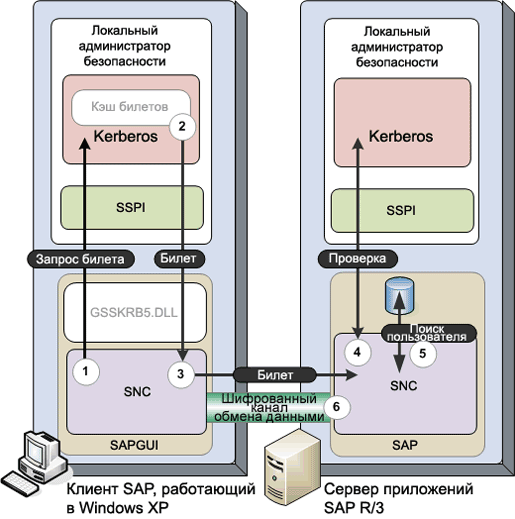 Локальный
администратор
безопасности
Кэш билетов
2
Kerberos
SSPI
Запрос билета
Билет
GSSKRB5.DLL
1
SNC
3
SAPGUI
Клиент SAP, работающий
в Windows XP
Билет
Шифрованный
канал
обмена данными
6
Локальный
администратор
безопасности
Kerberos
SSPI
Проверка
Поиск
пользователя
4
5
SNC
SAP
Сервер приложений
SAP R/3